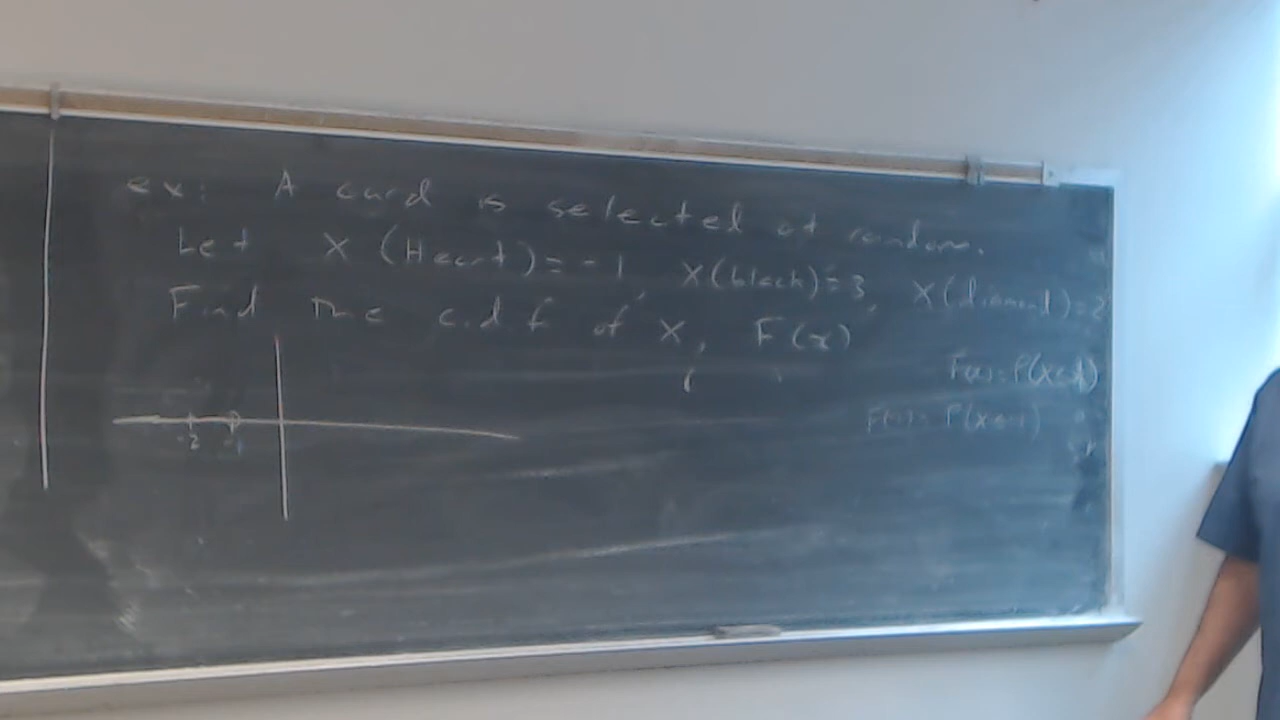 ex: A card is selected at random.
Let X (Heart) = -1, X(black) = 3, X(diamond) = 2
Find the c.d.f of X, F(x)
F(x) = P(X ≤ x)
-2 -1